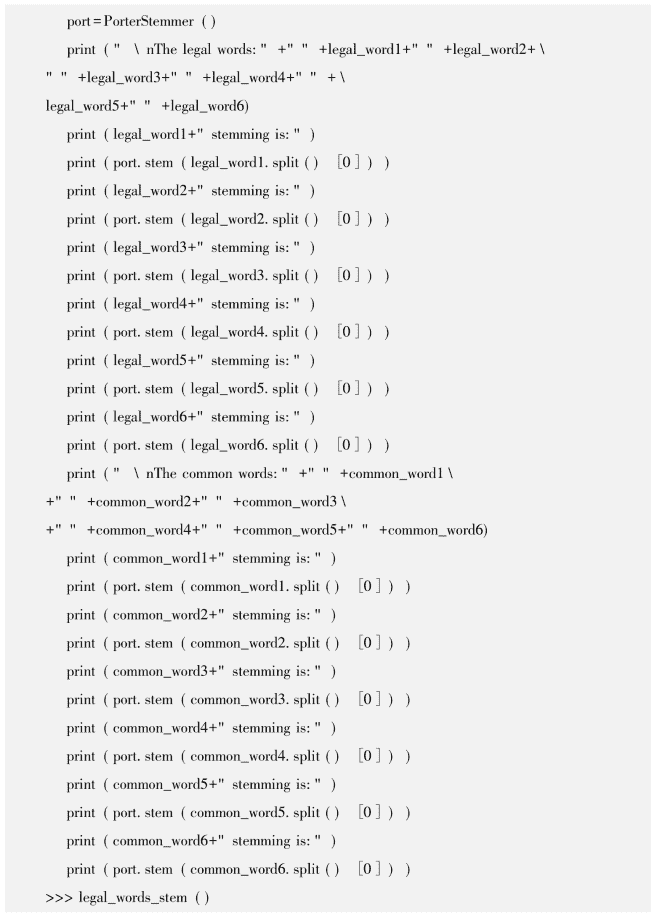 port=PorterStemmer ()
print (" \ nThe legal words: " +" " +legal_word1+" " +legal_word2+ \
" " +legal_word3+" " +legal_word4+" " + \
legal_word5+" " +legal_word6)
print ( legal_word1+" stemming is: " )
print ( port. stem ( legal_word1. split () [0] ) )
print ( legal_word2+" stemming is: " )
print ( port. stem ( legal_word2. split () [0] ) )
print ( legal_word3+" stemming is: " )
print ( port. stem ( legal_word3. split () [0] ) )
print ( legal_word4+" stemming is: " )
print ( port. stem ( legal_word4. split () [0] ) )
print ( legal_word5+" stemming is: " )
print ( port. stem ( legal_word5. split () [0] ) )
print ( legal_word6+" stemming is: " )
print ( port. stem ( legal_word6. split () [0] ) )
print (" \ nThe common words: " +" " +common_word1 \
+" " +common_word2+" " +common_word3 \
+" " +common_word4+" " +common_word5+" " +common_word6)
print ( common_word1+" stemming is: " )
print ( port. stem ( common_word1. split () [0] ) )
print ( common_word2+" stemming is: " )
print ( port. stem ( common_word2. split () [0] ) )
print ( common_word3+" stemming is: " )
print ( port. stem ( common_word3. split () [0] ) )
print ( common_word4+" stemming is: " )
print ( port. stem ( common_word4. split () [0] ) )
print ( common_word5+" stemming is: " )
print ( port. stem ( common_word5. split () [0] ) )
print ( common_word6+" stemming is: " )
print ( port. stem ( common_word6. split () [0] ) )
>>> legal_words_stem ()